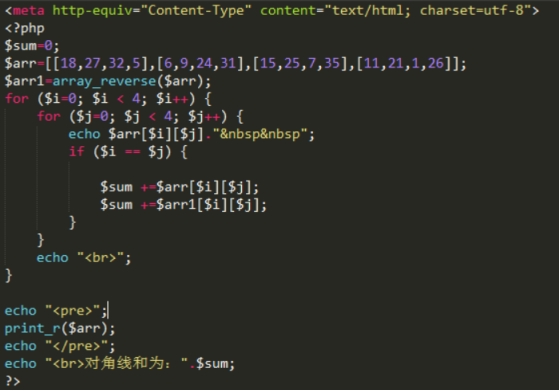 <meta http-equiv="Content-Type" content="text/html; charset=utf-8">
<?php
$sum=0;
$arr=[[18,27,32,5],[6,9,24,31],[15,25,7,35],[11,21,1,26]];
$arr1=array_reverse($arr);
for ($i=0; $i < 4; $i++) {
    for ($j=0; $j < 4; $j++) {
        echo $arr[$i][$j]."&nbsp&nbsp";
        if ($i == $j) {
            $sum +=$arr[$i][$j];
            $sum +=$arr1[$i][$j];
        }
    }
    echo "<br>";
}
echo "<pre>";
print_r($arr);
echo "</pre>";
echo "<br>对角线和为：".$sum;
?>